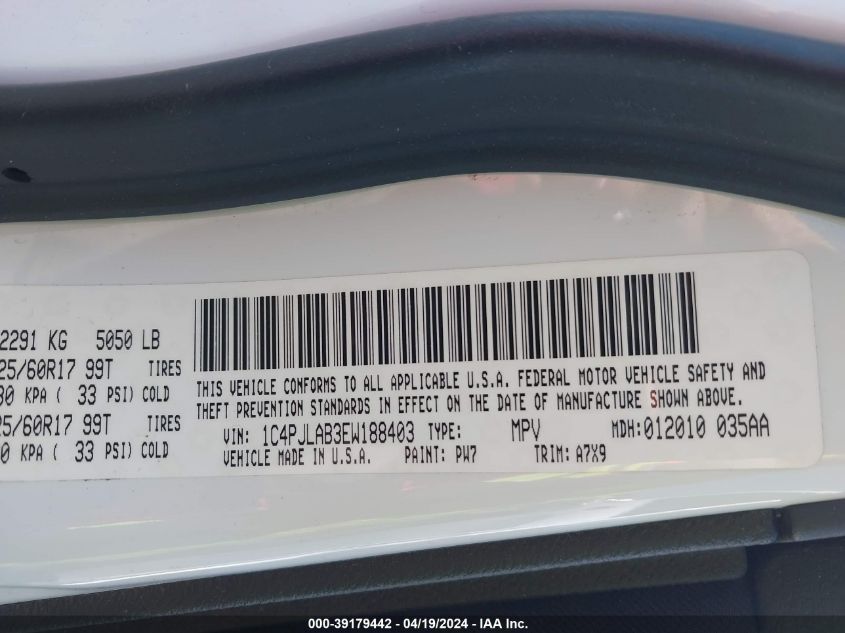 2291 KG 5050 LB
25/60R17 99T TIRES
30 KPA ( 33 PSI) COLD
25/60R17 99T TIRES
0 KPA ( 33 PSI) COLD
THIS VEHICLE CONFORMS TO ALL APPLICABLE U.S.A. FEDERAL MOTOR VEHICLE SAFETY AND
THEFT PREVENTION STANDARDS IN EFFECT ON THE DATE OF MANUFACTURE SHOWN ABOVE.
VIN: 1C4PJLAB3EW188403 TYPE: MPV MDH:012010 035AA
VEHICLE MADE IN U.S.A. PAINT: PW7 TRIM: A7X9
000-39179442 - 04/19/2024 - IAA Inc.